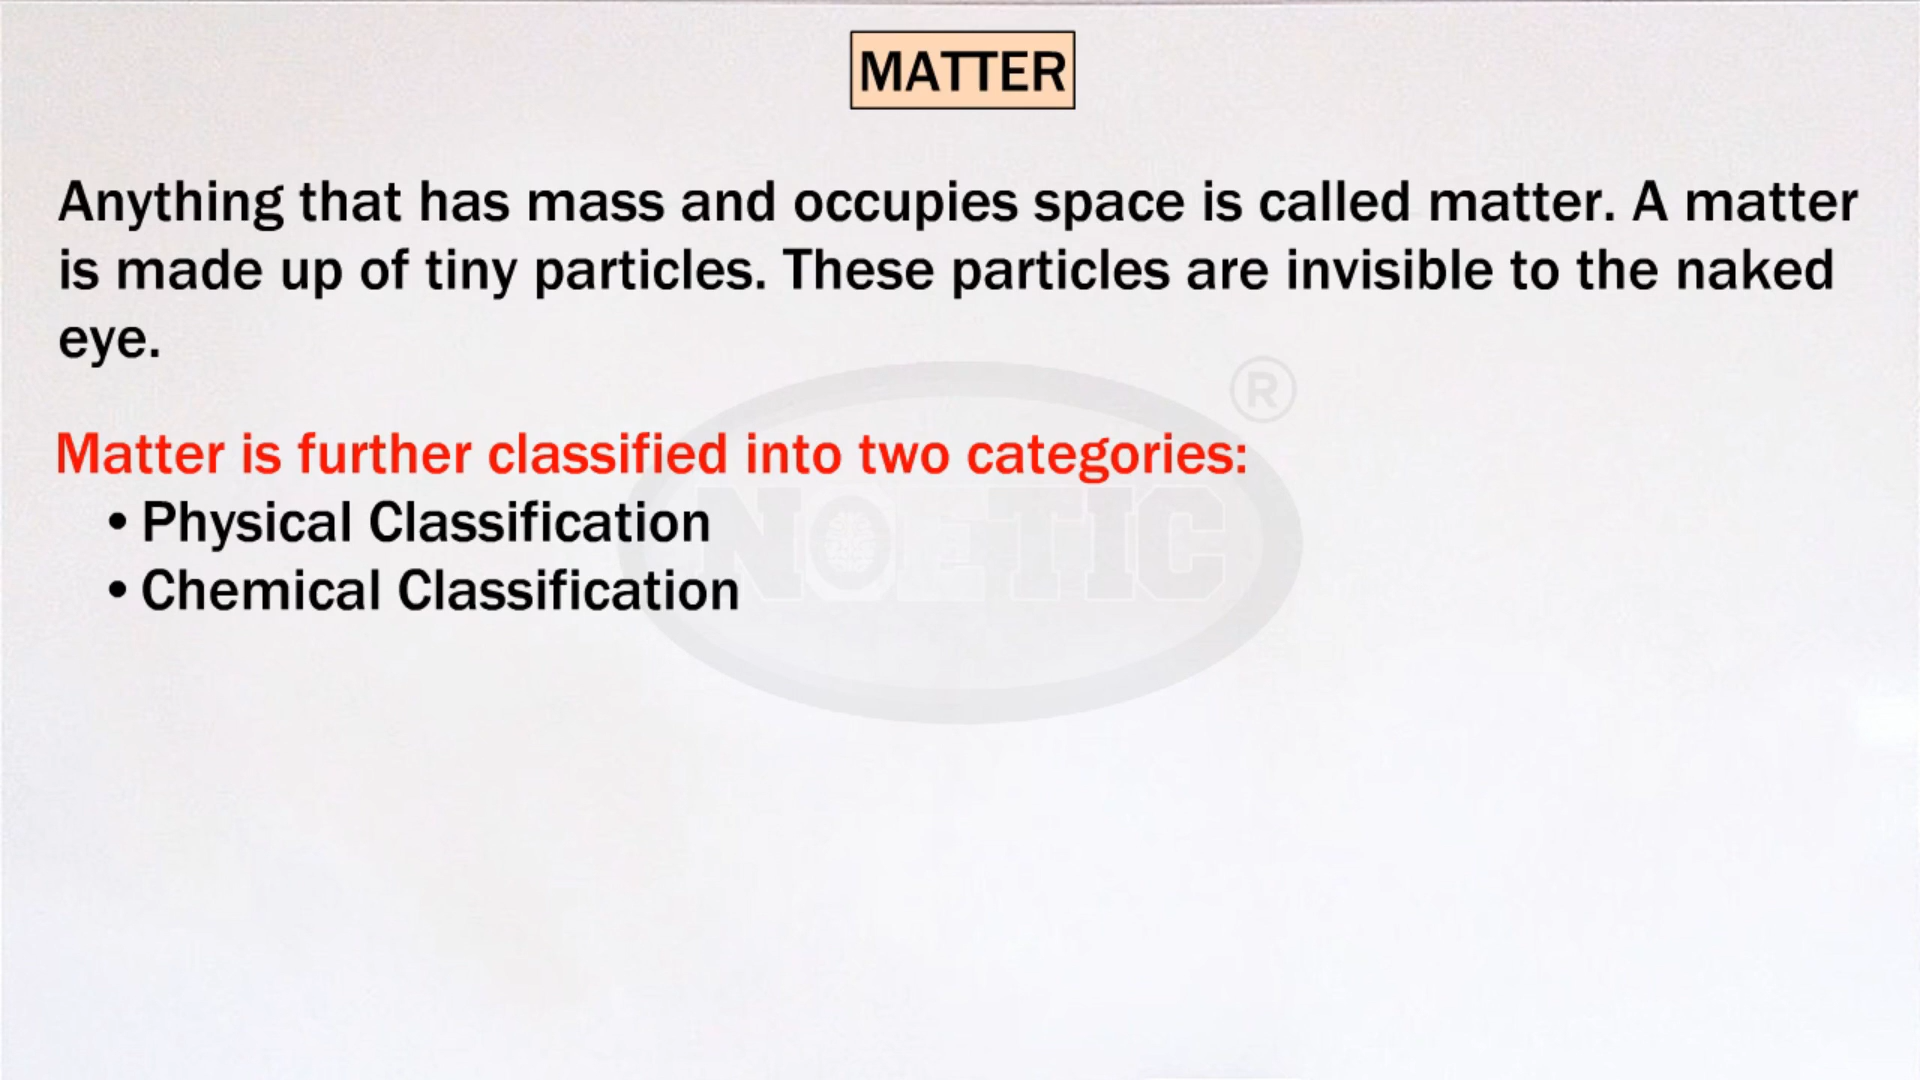 MATTER
Anything that has mass and occupies space is called matter. A matter
is made up of tiny particles. These particles are invisible to the naked
eye.
Matter is further classified into two categories:
• Physical Classification
• Chemical Classification
NOETIC
®